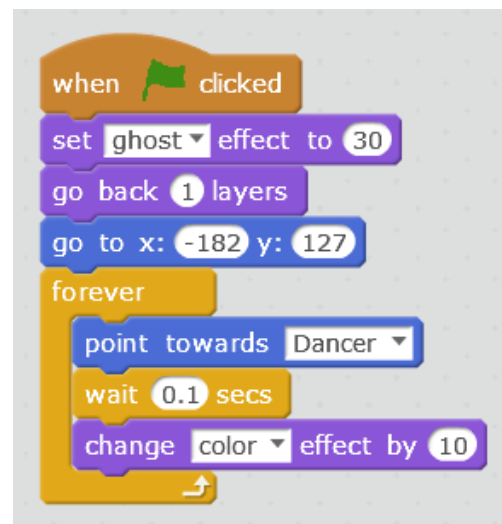 when clicked
set ghost effect to 30
go back 1 layers
go to x: -182 y: 127
forever
point towards Dancer
wait 0.1 secs
change color effect by 10